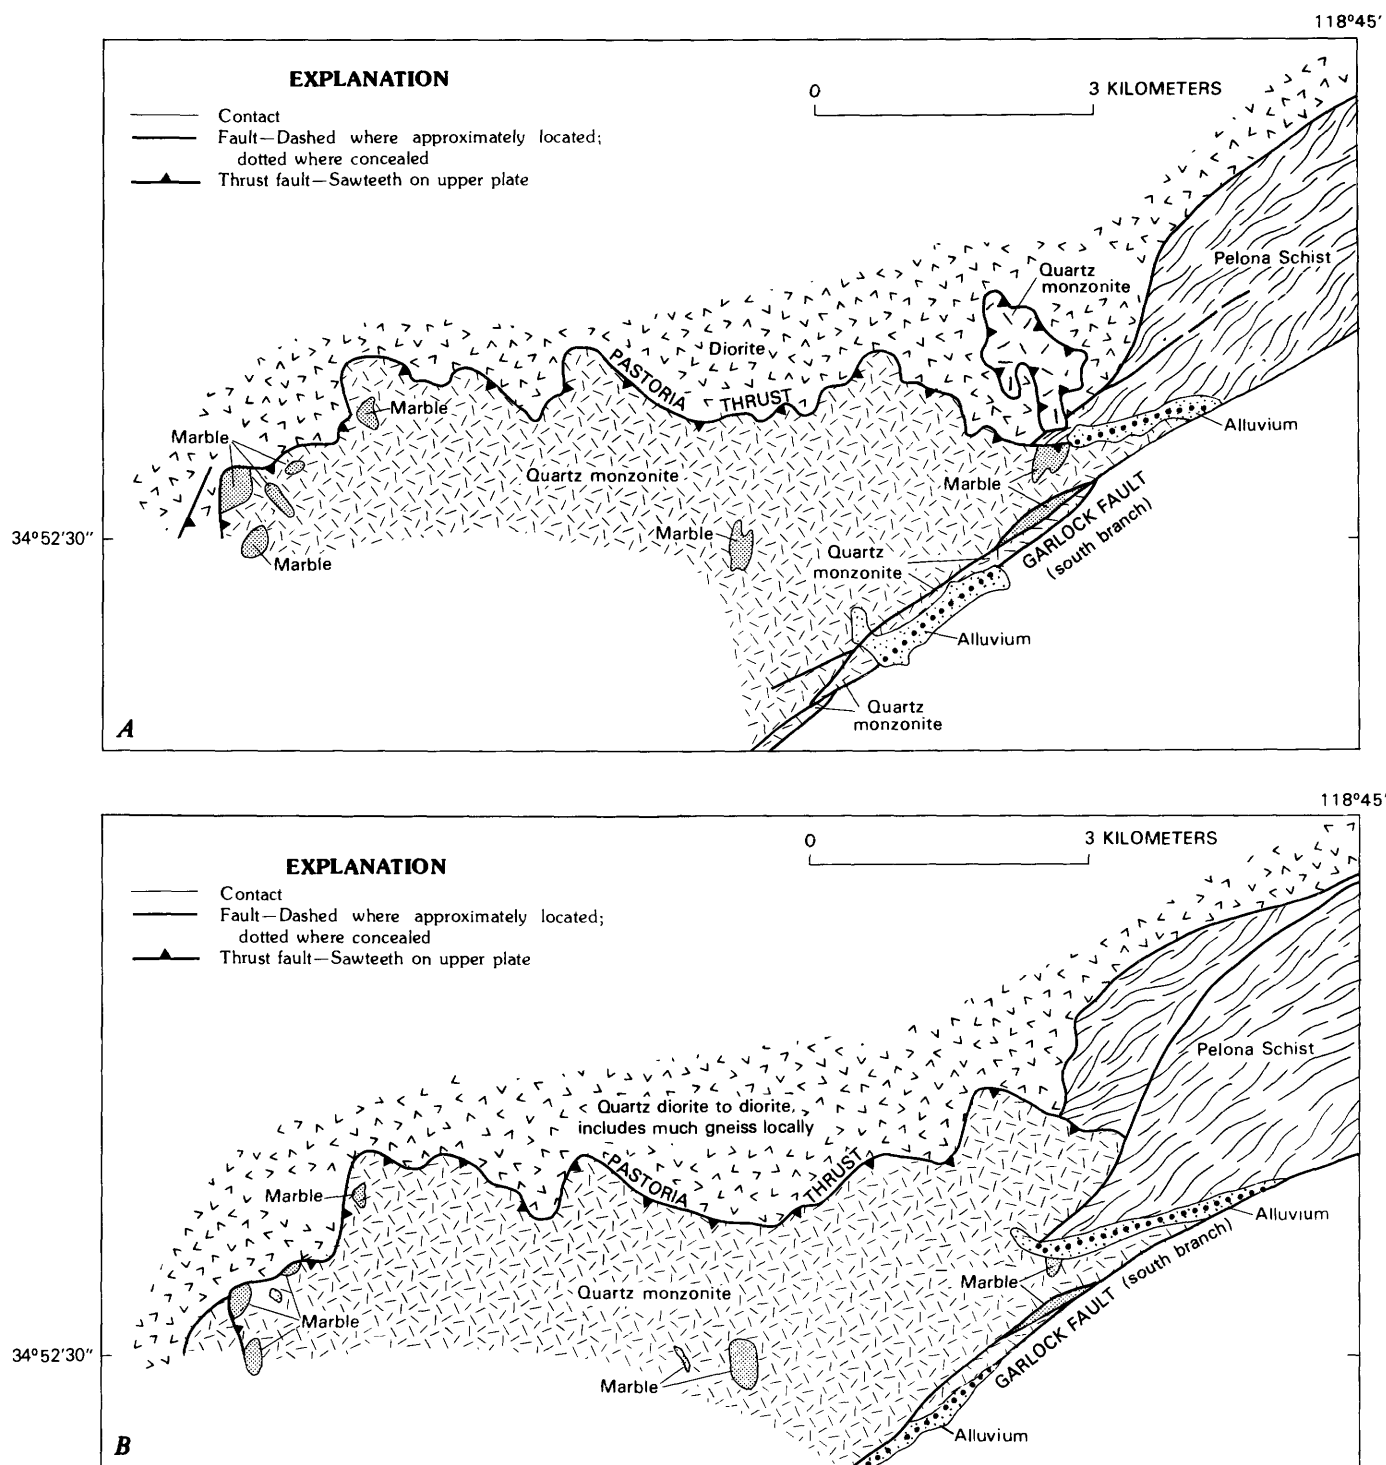 118°45'
EXPLANATION
0
3 KILOMETERS
Contact
Fault—Dashed where approximately located;
dotted where concealed
Thrust fault—Sawteeth on upper plate
Pelona Schist
Quartz
monzonite
Diorite
PASTORIA
THRUST
Marble
Alluvium
Marble
Quartz monzonite
Marble
GARLOCK FAULT
(south branch)
34°52'30"
Marble
Marble
Quartz
monzonite
Alluvium
Quartz
monzonite
A
118°45'
0
3 KILOMETERS
EXPLANATION
Contact
Fault—Dashed where approximately located;
dotted where concealed
Thrust fault—Sawteeth on upper plate
Pelona Schist
Quartz diorite to diorite,
includes much gneiss locally
PASTORIA
THRUST
Marble
Alluvium
(south branch)
Marble
Quartz monzonite
Marble
GARLOCK FAULT
34°52'30"
Marble
Alluvium
B